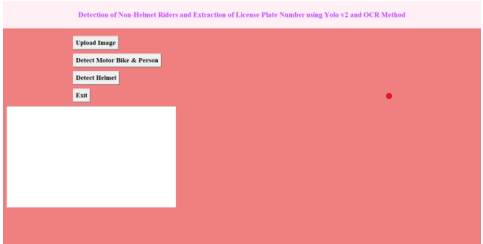 Detection of Non-Helmet Riders and Extraction of License Plate Number using Yolo v2 and OCR Method
Upload Image
Detect Motor Bike & Person
Detect Helmet
Exit